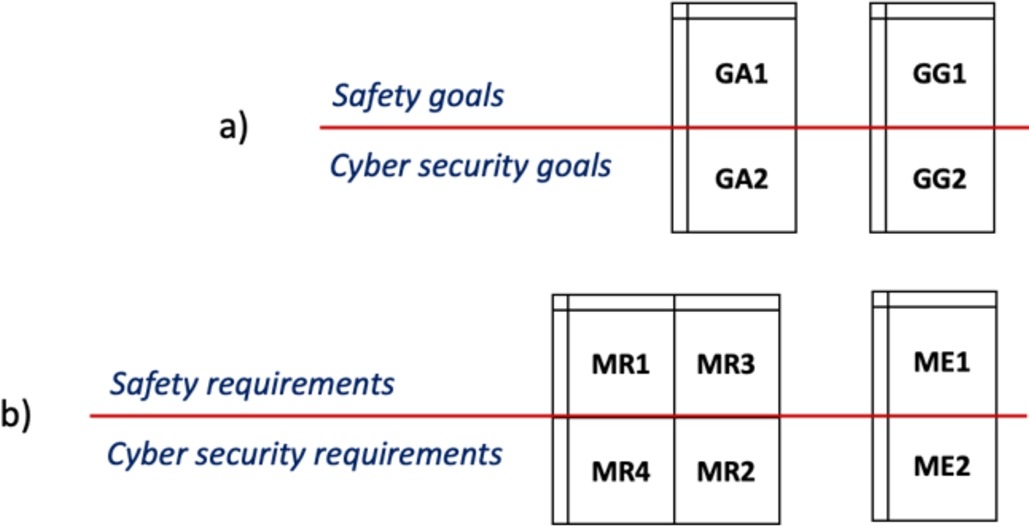 a)
Safety goals
Cyber security goals
GA1
GG1
GA2
GG2
b)
Safety requirements
Cyber security requirements
MR1
MR3
ME1
MR4
MR2
ME2